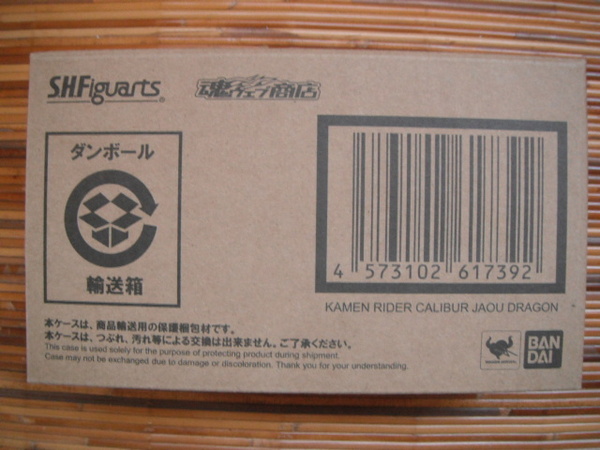 S.H.Figuarts®
魂ウェブ商店
ダンボール
輸送箱
4 573102 617392
KAMEN RIDER CALIBUR JAOU DRAGON
本ケースは、商品輸送用の保護梱包材です。
本ケースは、つぶれ、汚れ等による交換は出来ません。ご了承ください。
This case is used solely for the purpose of protecting product during shipment.
Case may not be exchanged due to damage or discoloration. Thank you for your understanding.
BAN
DAI